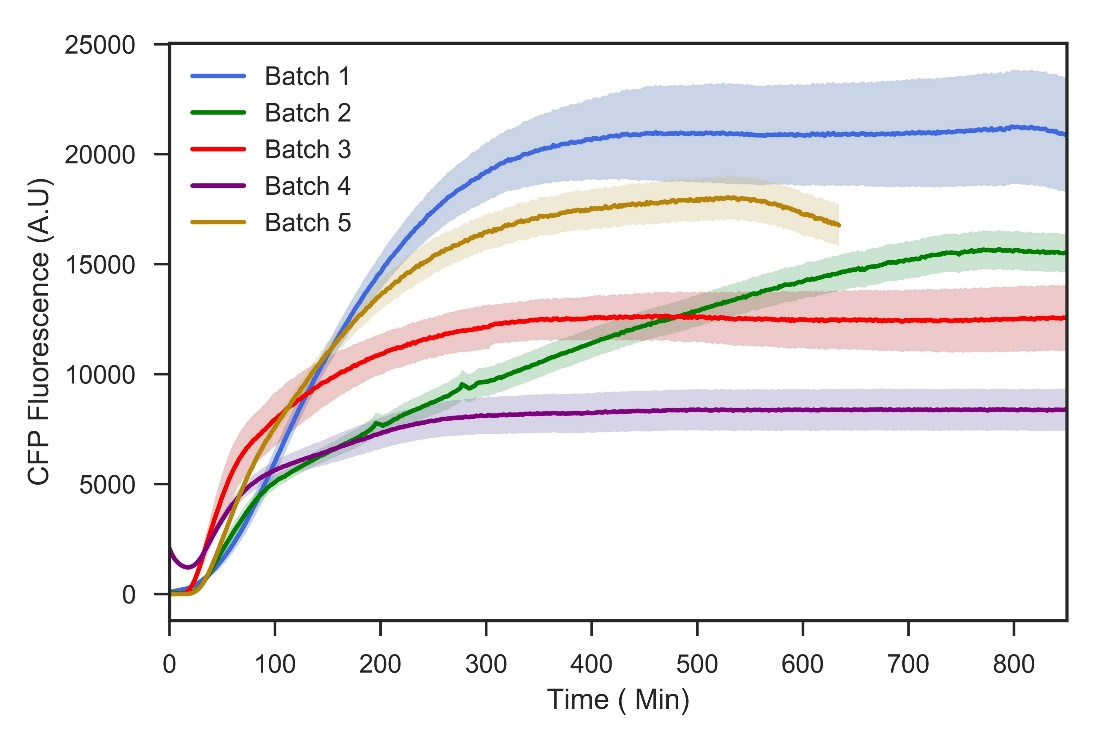 25000
20000
15000
10000
5000
0
CFP Fluorescence (A.U)
Batch 1
Batch 2
Batch 3
Batch 4
Batch 5
0 100 200 300 400 500 600 700 800
Time ( Min)